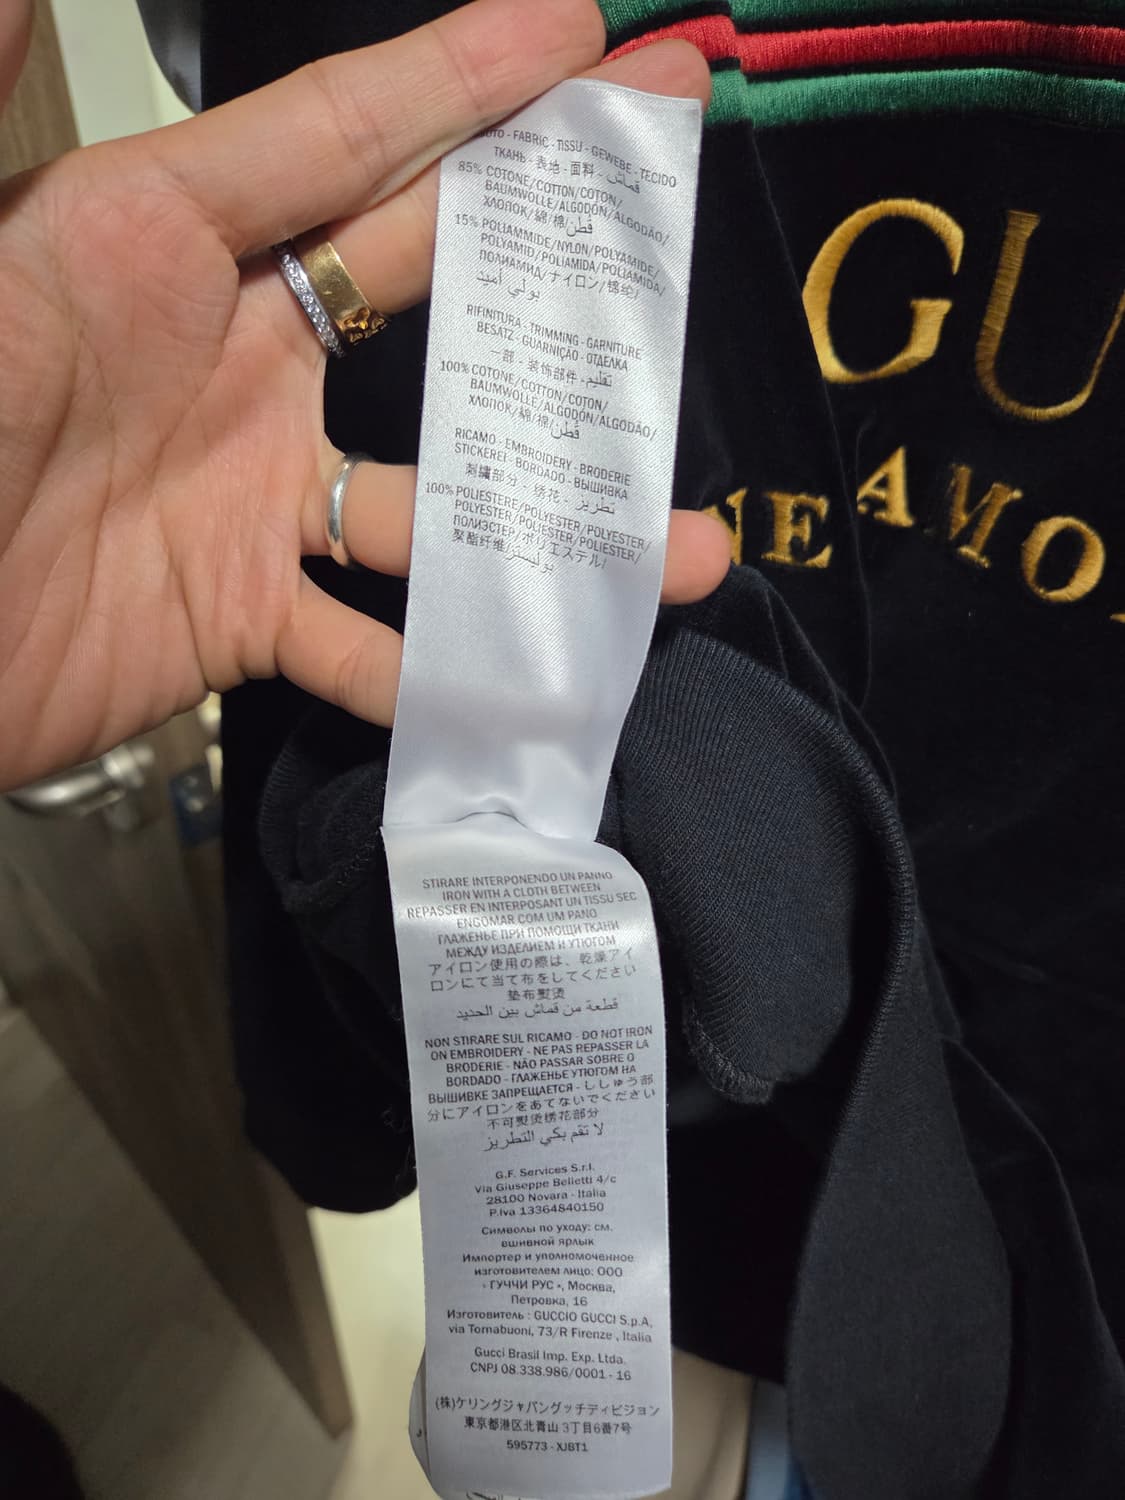 - FABRIC - TISSU - GEWEBE - TECIDO
ТКАНЬ - 表地 - 面料 - قماش
85% COTONE/COTTON/COTON/
BAUMWOLLE/ALGODÓN/ALGODÃO/
ХЛОПОК/綿/棉/قطن
15% POLIAMMIDE/NYLON/POLYAMIDE/
POLYAMID/POLIAMIDA/POLIAMIDA/
ПОЛИАМИД/ナイロン/锦纶/
بولي أميد
RIFINITURA - TRIMMING - GARNITURE
BESATZ - GUARNIÇÃO - ОТДЕЛКА
一部 - 装饰部件 - تقليم
100% COTONE/COTTON/COTON/
BAUMWOLLE/ALGODÓN/ALGODÃO/
ХЛОПОК/綿/棉/قطن
RICAMO - EMBROIDERY - BRODERIE
STICKEREI - BORDADO - ВЫШИВКА
刺繍部分 - 绣花 - تطريز
100% POLIESTERE/POLYESTER/POLYESTER/
POLYESTER/POLIESTER/POLIESTER/
ПОЛИЭСТЕР/ポリエステル/
聚酯纤维/بوليستر
STIRARE INTERPONENDO UN PANNO
IRON WITH A CLOTH BETWEEN
REPASSER EN INTERPOSANT UN TISSU SEC
ENGOMAR COM UM PANO
ГЛАЖЕНЬЕ ПРИ ПОМОЩИ ТКАНИ
МЕЖДУ ИЗДЕЛИЕМ И УТЮГОМ
アイロン使用の際は、乾燥アイ
ロンにて当て布をしてください
垫布熨烫
قطعة من قماش بين الحديد
NON STIRARE SUL RICAMO - DO NOT IRON
ON EMBROIDERY - NE PAS REPASSER LA
BRODERIE - NÃO PASSAR SOBRE O
BORDADO - ГЛАЖЕНЬЕ УТЮГОМ НА
ВЫШИВКЕ ЗАПРЕЩАЕТСЯ - ししゅう部
分にアイロンをあてないでください
不可熨烫绣花部分
لا تقم بكي التطريز
G.F. Services S.r.l.
Via Giuseppe Belletti 4/c
28100 Novara - Italia
P.Iva 13364840150
Символы по уходу: см.
вшивной ярлык
Импортер и уполномоченное
изготовителем лицо: ООО
« ГУЧЧИ РУС », Москва,
Петровка, 16
Изготовитель : GUCCIO GUCCI S.p.A,
via Tornabuoni, 73/R Firenze , Italia
Gucci Brasil Imp. Exp. Ltda.
CNPJ 08.338.986/0001 - 16
(株)ケリングジャパングッチディビジョン
東京都港区北青山 3丁目6番7号
595773 - XJBT1
GU
NE AMO